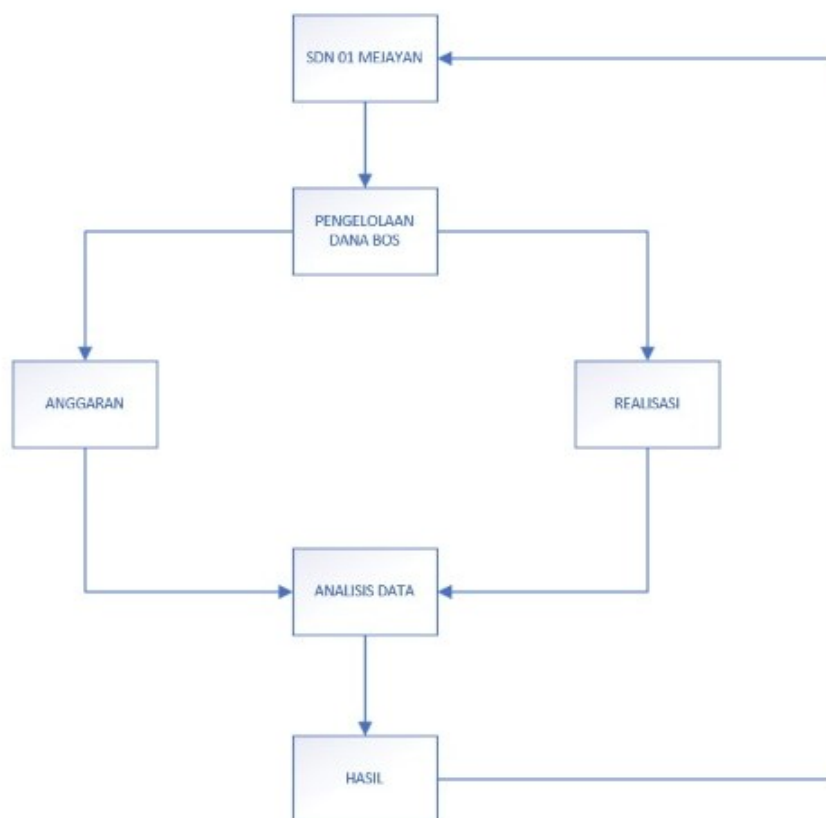 SDN 01 MEJAYAN
PENGELOLAAN
DANA BOS
ANGGARAN
REALISASI
ANALISIS DATA
HASIL